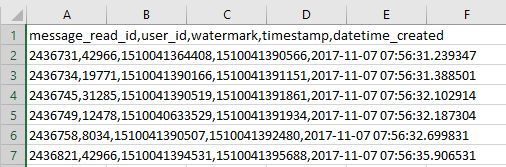 A B C D E F
1 message_read_id,user_id,watermark,timestamp,datetime_created
2 2436731,42966,1510041364408,1510041390566,2017-11-07 07:56:31.239347
3 2436734,19771,1510041390166,1510041391151,2017-11-07 07:56:31.388501
4 2436745,31285,1510041390519,1510041391861,2017-11-07 07:56:32.102914
5 2436749,12478,1510040633529,1510041391934,2017-11-07 07:56:32.187304
6 2436758,8034,1510041390507,1510041392480,2017-11-07 07:56:32.699831
7 2436821,42966,1510041394531,1510041395688,2017-11-07 07:56:35.906531